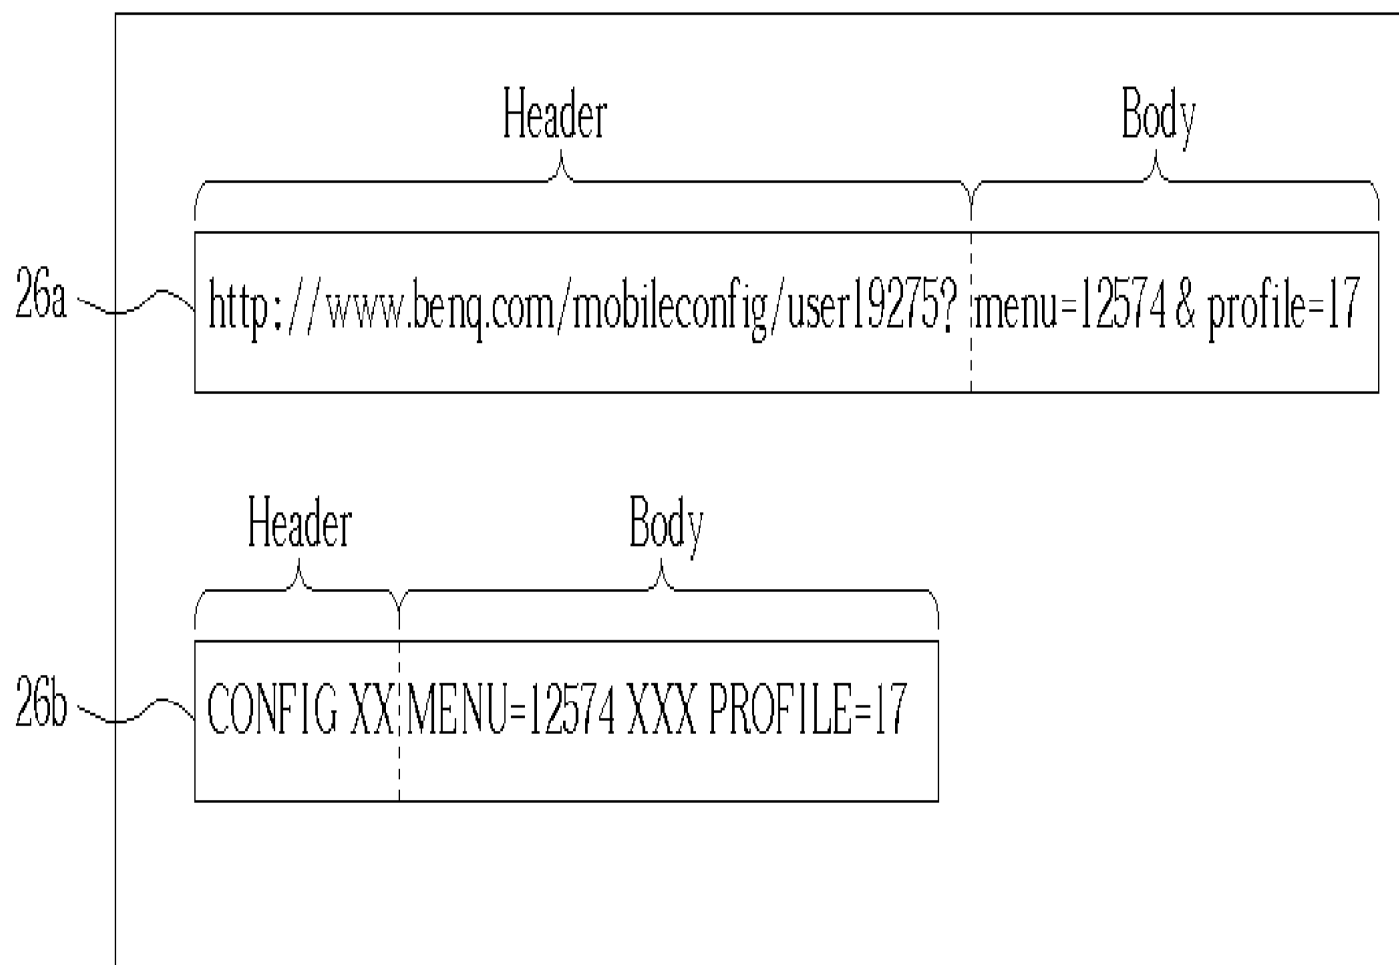 Header Body
26a http://www.benq.com/mobileconfig/user19275? menu=12574 & profile=17
Header Body
26b CONFIG XX MENU=12574 XXX PROFILE=17